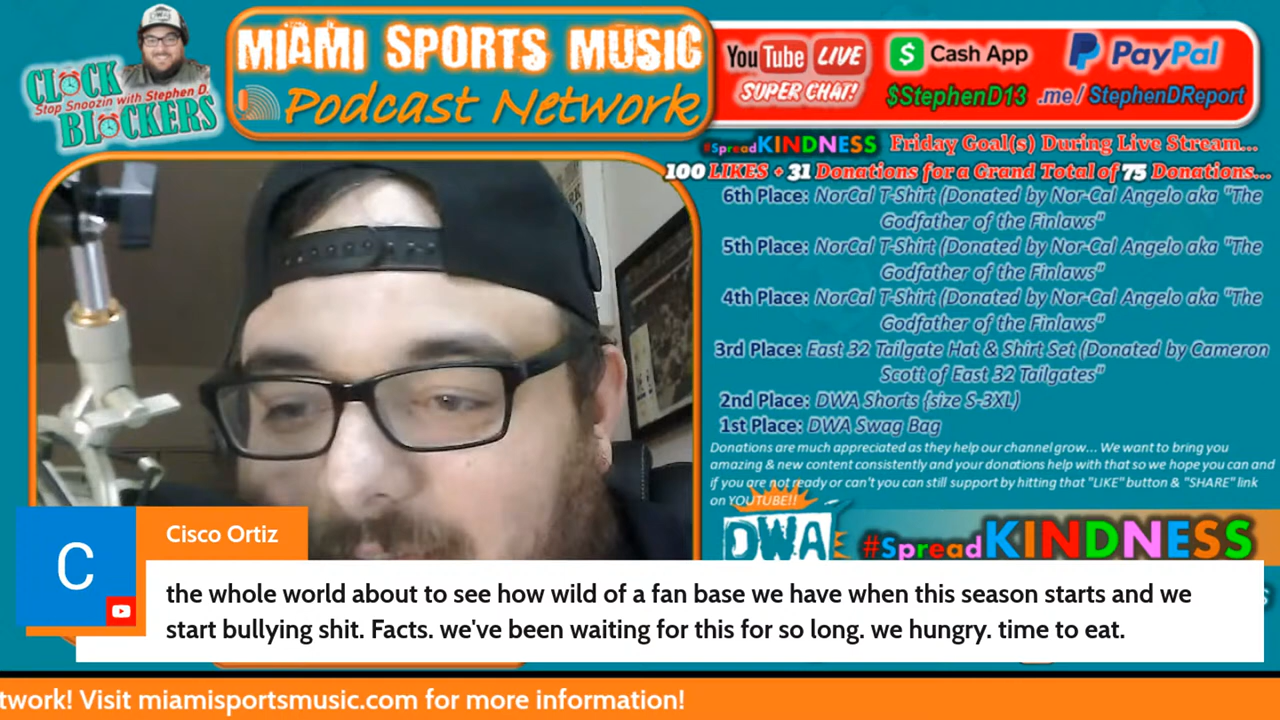 CLOCK
Stop Snoozin with Stephen D.
BLOCKERS
MIAMI SPORTS MUSIC
Podcast Network
YouTube LIVE
SUPER CHAT!
$ Cash App
$StephenD13
PayPal
.me/StephenDReport
#SpreadKINDNESS Friday Goal(s) During Live Stream...
100 LIKES + 31 Donations for a Grand Total of 75 Donations...
6th Place: NorCal T-Shirt (Donated by Nor-Cal Angelo aka "The
Godfather of the Finlaws"
5th Place: NorCal T-Shirt (Donated by Nor-Cal Angelo aka "The
Godfather of the Finlaws"
4th Place: NorCal T-Shirt (Donated by Nor-Cal Angelo aka "The
Godfather of the Finlaws"
3rd Place: East 32 Tailgate Hat & Shirt Set (Donated by Cameron
Scott of East 32 Tailgates"
2nd Place: DWA Shorts {size S-3XL)
1st Place: DWA Swag Bag
Donations are much appreciated as they help our channel grow... We want to bring you
amazing & new content consistently and your donations help with that so we hope you can and
if you are not ready or can't you can still support by hitting that "LIKE" button & "SHARE" link
on YOUTUBE!!
DWA
#SpreadKINDNESS
C
Cisco Ortiz
the whole world about to see how wild of a fan base we have when this season starts and we
start bullying shit. Facts. we've been waiting for this for so long. we hungry. time to eat.
twork! Visit miamisportsmusic.com for more information!